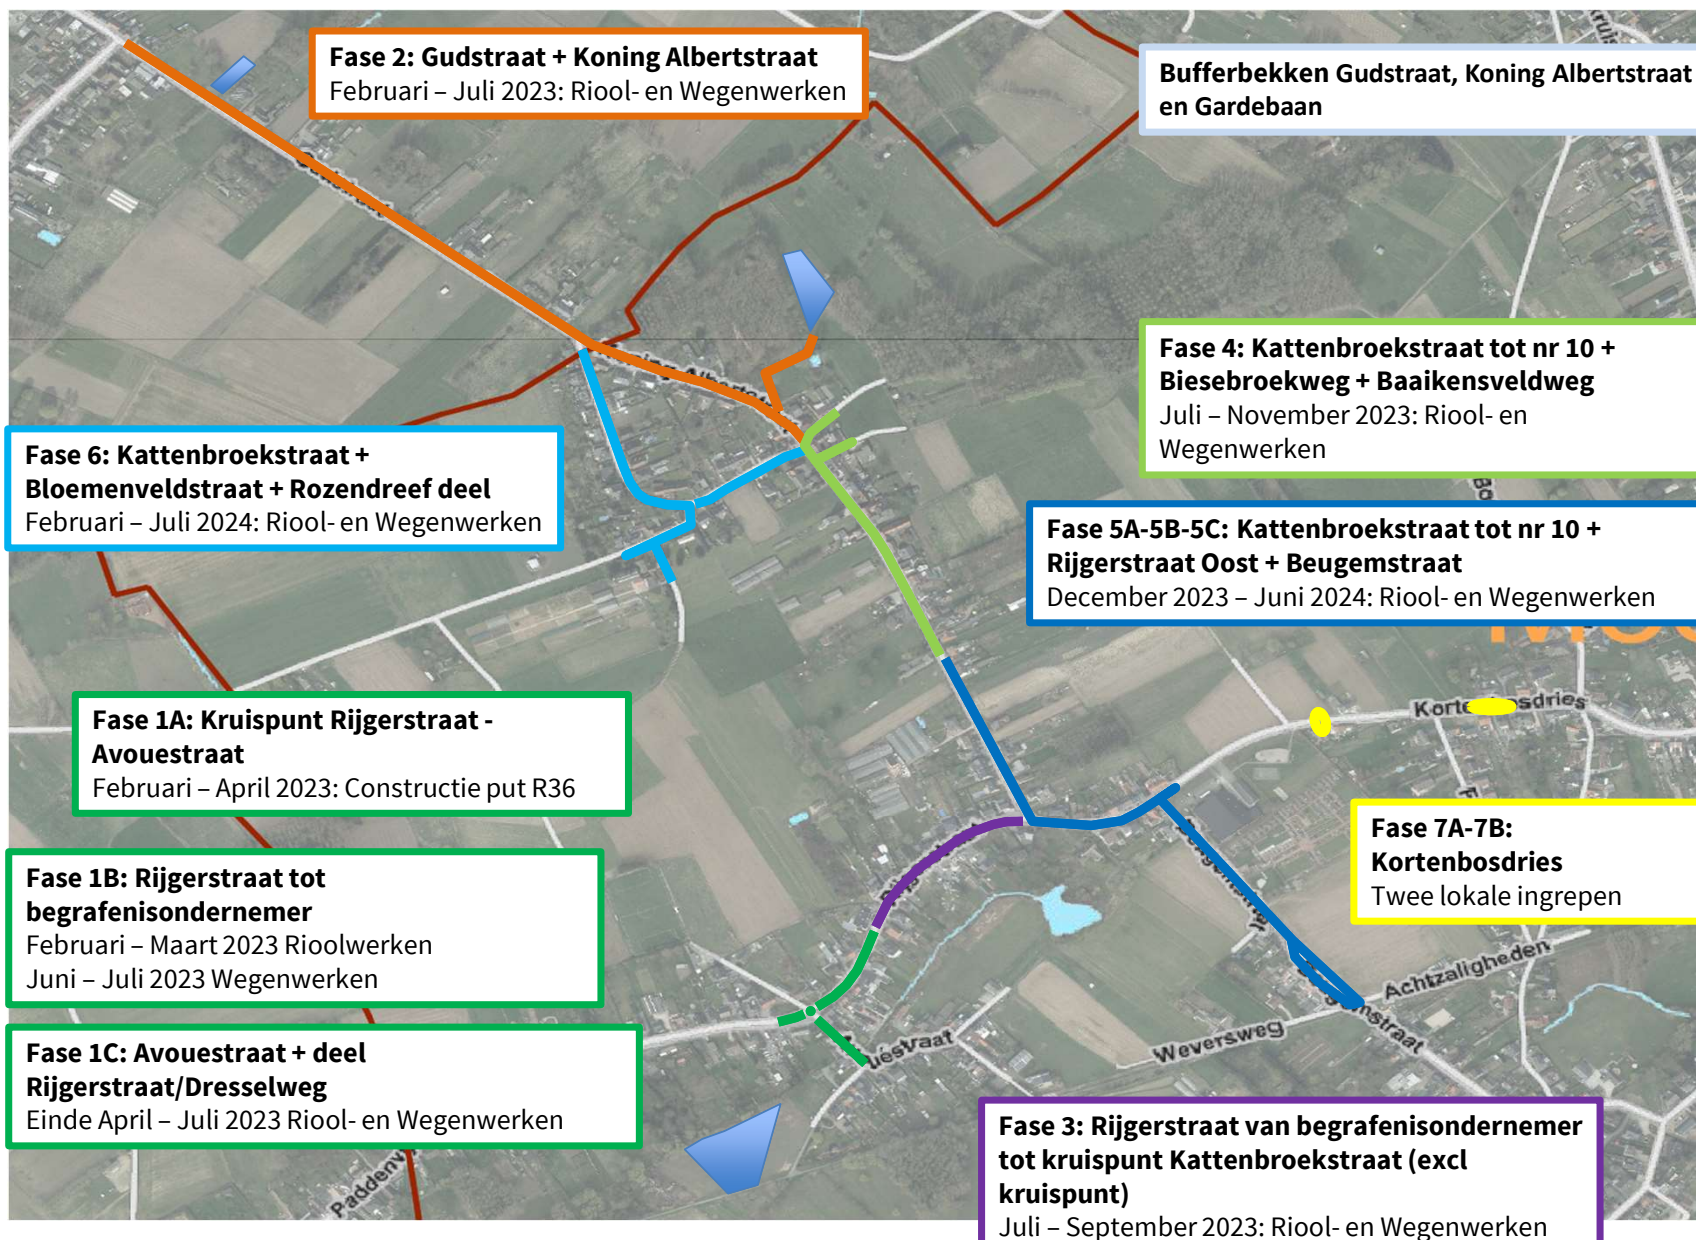 Fase 2: Gudstraat + Koning Albertstraat
Februari – Juli 2023: Riool- en Wegenwerken
Bufferbekken Gudstraat, Koning Albertstraat
en Gardebaan
Fase 4: Kattenbroekstraat tot nr 10 +
Biesebroekweg + Baaikensveldweg
Juli – November 2023: Riool- en
Wegenwerken
Fase 6: Kattenbroekstraat +
Bloemenveldstraat + Rozendreef deel
Februari – Juli 2024: Riool- en Wegenwerken
Fase 5A-5B-5C: Kattenbroekstraat tot nr 10 +
Rijgerstraat Oost + Beugemstraat
December 2023 – Juni 2024: Riool- en Wegenwerken
Fase 1A: Kruispunt Rijgerstraat -
Avouestraat
Februari – April 2023: Constructie put R36
Fase 7A-7B:
Kortenbosdries
Twee lokale ingrepen
Fase 1B: Rijgerstraat tot
begrafenisondernemer
Februari – Maart 2023 Rioolwerken
Juni – Juli 2023 Wegenwerken
Achtzaligheden
Weversweg
Fase 1C: Avouestraat + deel
Rijgerstraat/Dresselweg
Einde April – Juli 2023 Riool- en Wegenwerken
Fase 3: Rijgerstraat van begrafenisondernemer
tot kruispunt Kattenbroekstraat (excl
kruispunt)
Juli – September 2023: Riool- en Wegenwerken